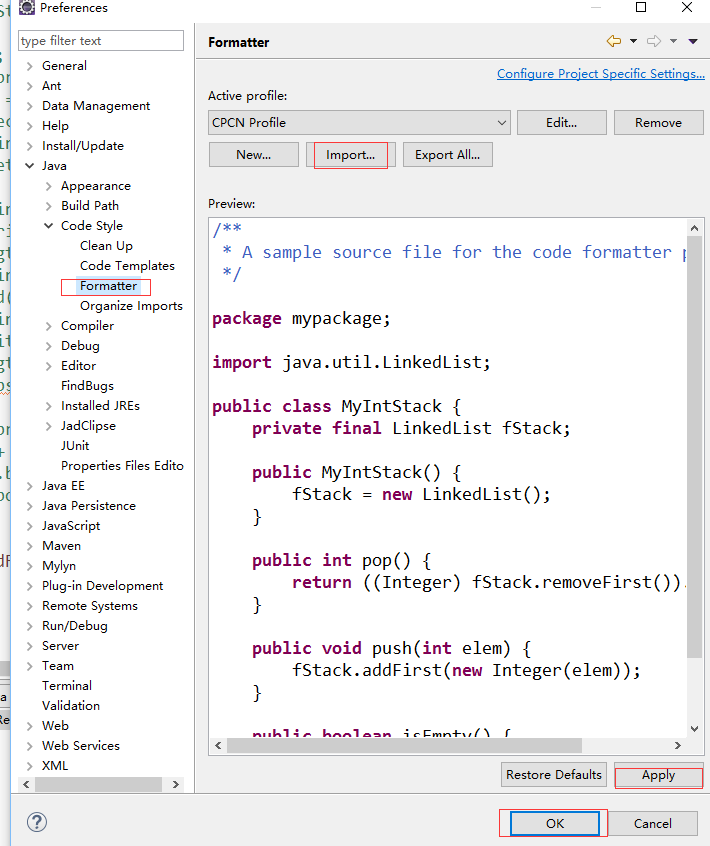 Preferences
type filter text
General
Ant
Data Management
Help
Install/Update
Java
Appearance
Build Path
Code Style
Clean Up
Code Templates
Formatter
Organize Imports
Compiler
Debug
Editor
FindBugs
Installed JREs
JadClipse
JUnit
Properties Files Edito
Java EE
Java Persistence
JavaScript
Maven
Mylyn
Plug-in Development
Remote Systems
Run/Debug
Server
Team
Terminal
Validation
Web
Web Services
XML
Formatter
Configure Project Specific Settings...
Active profile:
CPCN Profile
Edit...
Remove
New...
Import...
Export All...
Preview:
/**
 * A sample source file for the code formatter p
 */
package mypackage;
import java.util.LinkedList;
public class MyIntStack {
    private final LinkedList fStack;
    public MyIntStack() {
        fStack = new LinkedList();
    }
    public int pop() {
        return ((Integer) fStack.removeFirst()).
    }
    public void push(int elem) {
        fStack.addFirst(new Integer(elem));
    }
    public boolean isEmpty() {
Restore Defaults
Apply
OK
Cancel